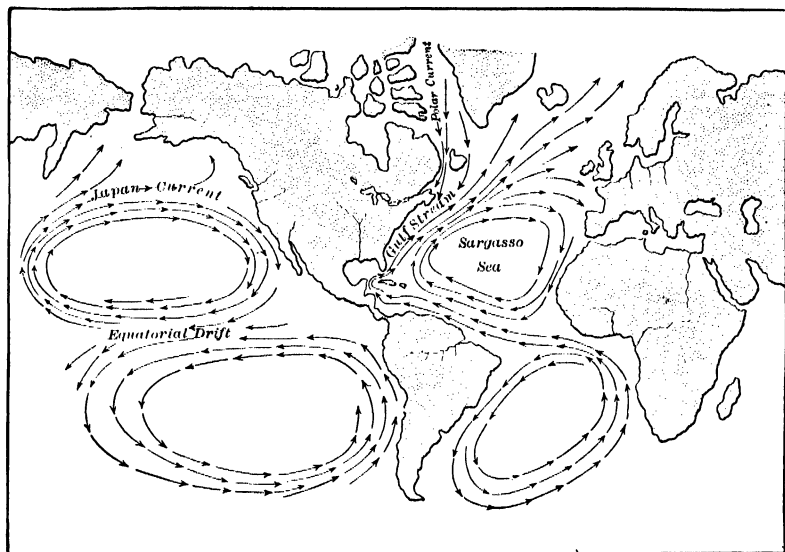 Polar Current
Japan Current
Gulf Stream
Sargasso
Sea
Equatorial Drift